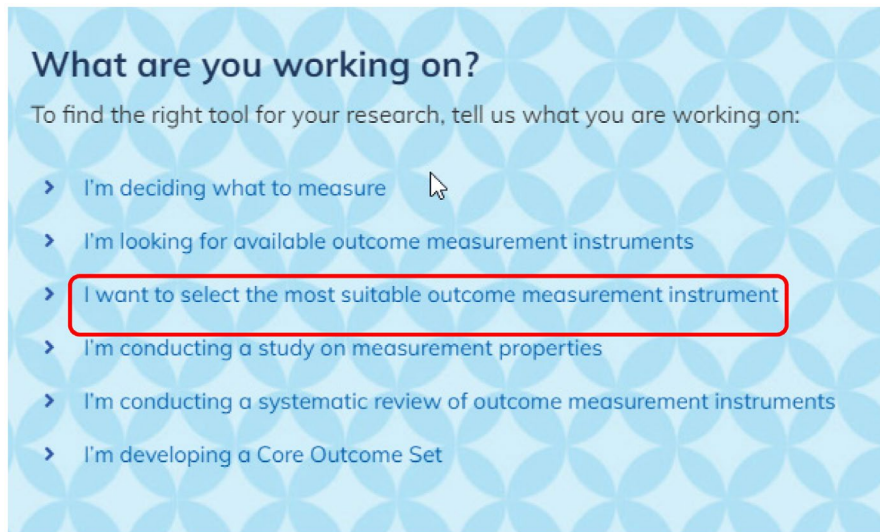 What are you working on?
To find the right tool for your research, tell us what you are working on:
I'm deciding what to measure
I'm looking for available outcome measurement instruments
I want to select the most suitable outcome measurement instrument
I'm conducting a study on measurement properties
I'm conducting a systematic review of outcome measurement instruments
I'm developing a Core Outcome Set